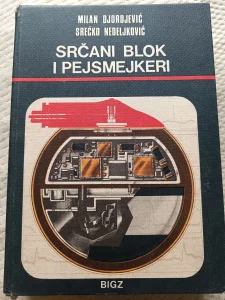 MILAN DJORDJEVIĆ
SREĆKO NEDELJKOVIĆ
SRČANI BLOK
I PEJSMEJKERI
BIGZ